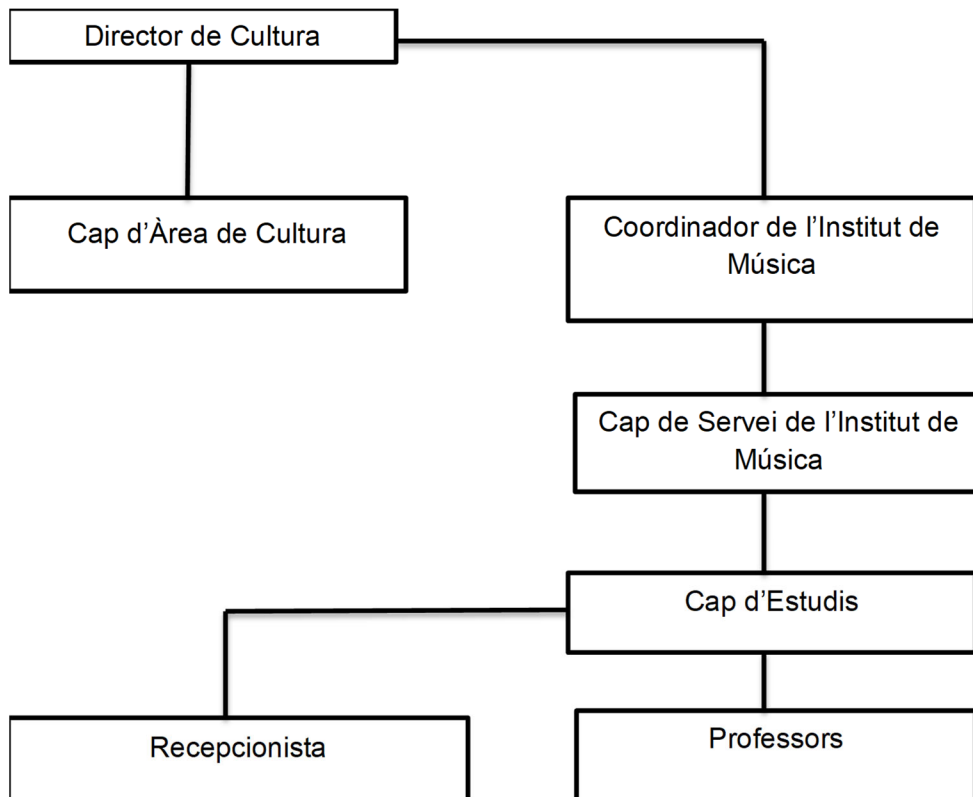 Director de Cultura
Cap d’Àrea de Cultura
Coordinador de l’Institut de
Música
Cap de Servei de l’Institut de
Música
Cap d’Estudis
Recepcionista
Professors